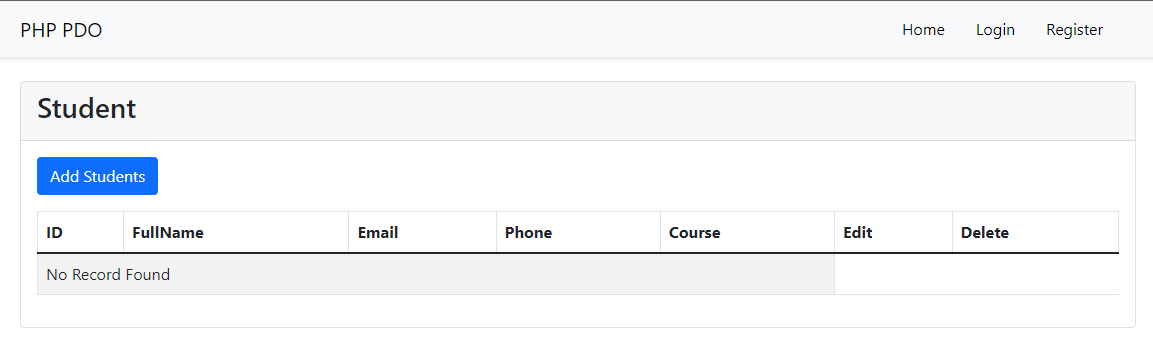 PHP PDO Home Login Register
Student
Add Students
ID FullName Email Phone Course Edit Delete
No Record Found